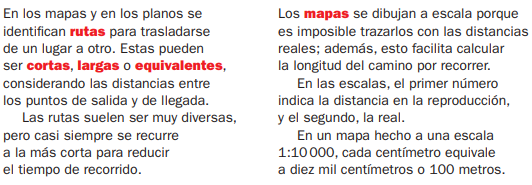 En los mapas y en los planos se
identifican rutas para trasladarse
de un lugar a otro. Estas pueden
ser cortas, largas o equivalentes,
considerando las distancias entre
los puntos de salida y de llegada.
Las rutas suelen ser muy diversas,
pero casi siempre se recurre
a la más corta para reducir
el tiempo de recorrido.
Los mapas se dibujan a escala porque
es imposible trazarlos con las distancias
reales; además, esto facilita calcular
la longitud del camino por recorrer.
En las escalas, el primer número
indica la distancia en la reproducción,
y el segundo, la real.
En un mapa hecho a una escala
1:10 000, cada centímetro equivale
a diez mil centímetros o 100 metros.